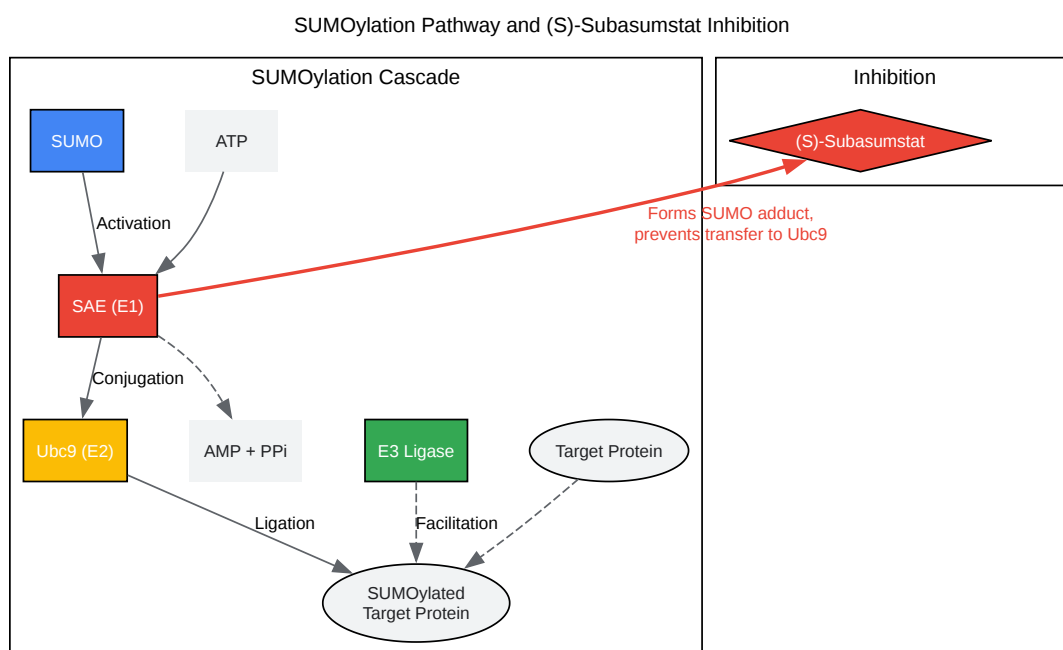 SUMOylation Pathway and (S)-Subasumstat Inhibition
SUMOylation Cascade
Inhibition
SUMO
ATP
(S)-Subasumstat
Activation
Forms SUMO adduct,
prevents transfer to Ubc9
SAE (E1)
Conjugation
Ubc9 (E2)
AMP + PPi
E3 Ligase
Target Protein
Ligation
Facilitation
SUMOylated
Target Protein